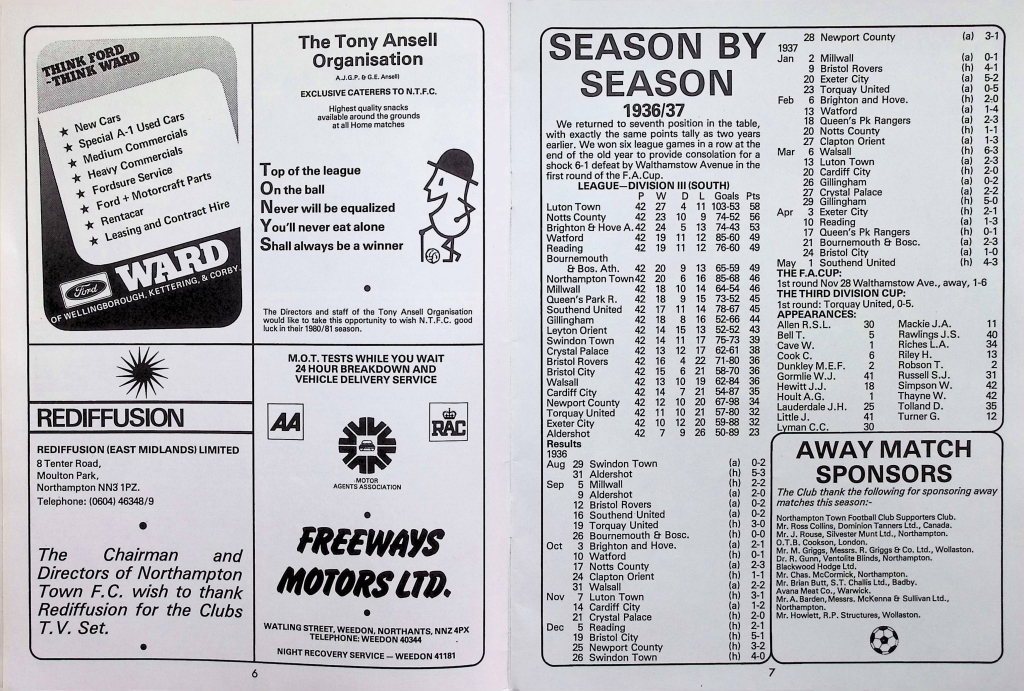 THINK FORD
-THINK WARD
★ New Cars
★ Special A-1 Used Cars
★ Medium Commercials
★ Heavy Commercials
★ Fordsure Service
★ Ford + Motorcraft Parts
★ Rentacar
★ Leasing and Contract Hire
Ford
WARD
OF WELLINGBOROUGH, KETTERING, & CORBY.
The Tony Ansell
Organisation
A.J.G.P. & G.E. Ansell)
EXCLUSIVE CATERERS TO N.T.F.C.
Highest quality snacks
available around the grounds
at all Home matches
Top of the league
On the ball
Never will be equalized
You'll never eat alone
Shall always be a winner
The Directors and staff of the Tony Ansell Organisation
would like to take this opportunity to wish N.T.F.C. good
luck in their 1980/81 season.
REDIFFUSION
REDIFFUSION (EAST MIDLANDS) LIMITED
8 Tenter Road,
Moulton Park,
Northampton NN3 1PZ.
Telephone: (0604) 46348/9
The Chairman and
Directors of Northampton
Town F.C. wish to thank
Rediffusion for the Clubs
T.V. Set.
M.O.T. TESTS WHILE YOU WAIT
24 HOUR BREAKDOWN AND
VEHICLE DELIVERY SERVICE
AA
RAC
MOTOR
AGENTS ASSOCIATION
FREEWAYS
MOTORS LTD.
WATLING STREET, WEEDON, NORTHANTS, NNZ 4PX
TELEPHONE: WEEDON 40344
NIGHT RECOVERY SERVICE — WEEDON 41181
6
SEASON BY
SEASON
1936/37
We returned to seventh position in the table,
with exactly the same points tally as two years
earlier. We won six league games in a row at the
end of the old year to provide consolation for a
shock 6-1 defeat by Walthamstow Avenue in the
first round of the F.A.Cup.
LEAGUE—DIVISION III (SOUTH)
P W D L Goals Pts
Luton Town 42 27 4 11 103-53 58
Notts County 42 23 10 9 74-52 56
Brighton & Hove A. 42 24 5 13 74-43 53
Watford 42 19 11 12 85-60 49
Reading 42 19 11 12 76-60 49
Bournemouth
& Bos. Ath. 42 20 9 13 65-59 49
Northampton Town 42 20 6 16 85-68 46
Millwall 42 18 10 14 64-54 46
Queen's Park R. 42 18 9 15 73-52 45
Southend United 42 17 11 14 78-67 45
Gillingham 42 18 8 16 52-66 44
Leyton Orient 42 14 15 13 52-52 43
Swindon Town 42 14 11 17 75-73 39
Crystal Palace 42 13 12 17 62-61 38
Bristol Rovers 42 16 4 22 71-80 36
Bristol City 42 15 6 21 58-70 36
Walsall 42 13 10 19 62-84 36
Cardiff City 42 14 7 21 54-87 35
Newport County 42 12 10 20 67-98 34
Torquay United 42 11 10 21 57-80 32
Exeter City 42 10 12 20 59-88 32
Aldershot 42 7 9 26 50-89 23
Results
1936
Aug 29 Swindon Town (a) 0-2
31 Aldershot (h) 5-3
Sep 5 Millwall (h) 2-2
9 Aldershot (a) 2-0
12 Bristol Rovers (a) 0-2
16 Southend United (a) 0-2
19 Torquay United (h) 3-0
26 Bournemouth & Bosc. (h) 0-0
Oct 3 Brighton and Hove. (a) 2-1
10 Watford (h) 0-1
17 Notts County (a) 2-3
24 Clapton Orient (h) 1-1
31 Walsall (a) 2-2
Nov 7 Luton Town (h) 3-1
14 Cardiff City (a) 1-2
21 Crystal Palace (h) 2-0
Dec 5 Reading (h) 2-1
19 Bristol City (h) 5-1
25 Newport County (h) 3-2
26 Swindon Town (h) 4-0
28 Newport County (a) 3-1
1937
Jan 2 Millwall (a) 0-1
9 Bristol Rovers (h) 4-1
20 Exeter City (a) 5-2
23 Torquay United (a) 0-5
Feb 6 Brighton and Hove. (h) 2-0
13 Watford (a) 1-4
18 Queen's Pk Rangers (a) 2-3
20 Notts County (h) 1-1
27 Clapton Orient (a) 1-3
Mar 6 Walsall (h) 6-3
13 Luton Town (a) 2-3
20 Cardiff City (h) 2-0
26 Gillingham (a) 0-2
27 Crystal Palace (a) 2-2
29 Gillingham (h) 5-0
Apr 3 Exeter City (h) 2-1
10 Reading (a) 1-3
17 Queen's Pk Rangers (h) 0-1
21 Bournemouth & Bosc. (a) 2-3
24 Bristol City (a) 1-0
May 1 Southend United (h) 4-3
THE F.A.CUP:
1st round Nov 28 Walthamstow Ave., away, 1-6
THE THIRD DIVISION CUP:
1st round: Torquay United, 0-5.
APPEARANCES:
Allen R.S.L. 30
Bell T. 5
Cave W. 1
Cook C. 6
Dunkley M.E.F. 2
Gormlie W.J. 41
Hewitt J.J. 18
Hoult A.G. 1
Lauderdale J.H. 25
Little J. 41
Lyman C.C. 30
Mackie J.A. 11
Rawlings J.S. 40
Riches L.A. 34
Riley H. 13
Robson T. 2
Russell S.J. 31
Simpson W. 42
Thayne W. 42
Tolland D. 35
Turner G. 12
AWAY MATCH
SPONSORS
The Club thank the following for sponsoring away
matches this season:-
Northampton Town Football Club Supporters Club.
Mr. Ross Collins, Dominion Tanners Ltd., Canada.
Mr. J. Rouse, Silvester Munt Ltd., Northampton.
O.T.B. Cookson, London.
Mr. M. Griggs, Messrs. R. Griggs & Co. Ltd., Wollaston.
Dr. R. Gunn, Ventolite Blinds, Northampton.
Blackwood Hodge Ltd.
Mr. Chas. McCormick, Northampton.
Mr. Brian Butt, S.T. Challis Ltd., Badby.
Avana Meat Co., Warwick.
Mr. A. Barden, Messrs. McKenna & Sullivan Ltd.,
Northampton.
Mr. Howlett, R.P. Structures, Wollaston.
7